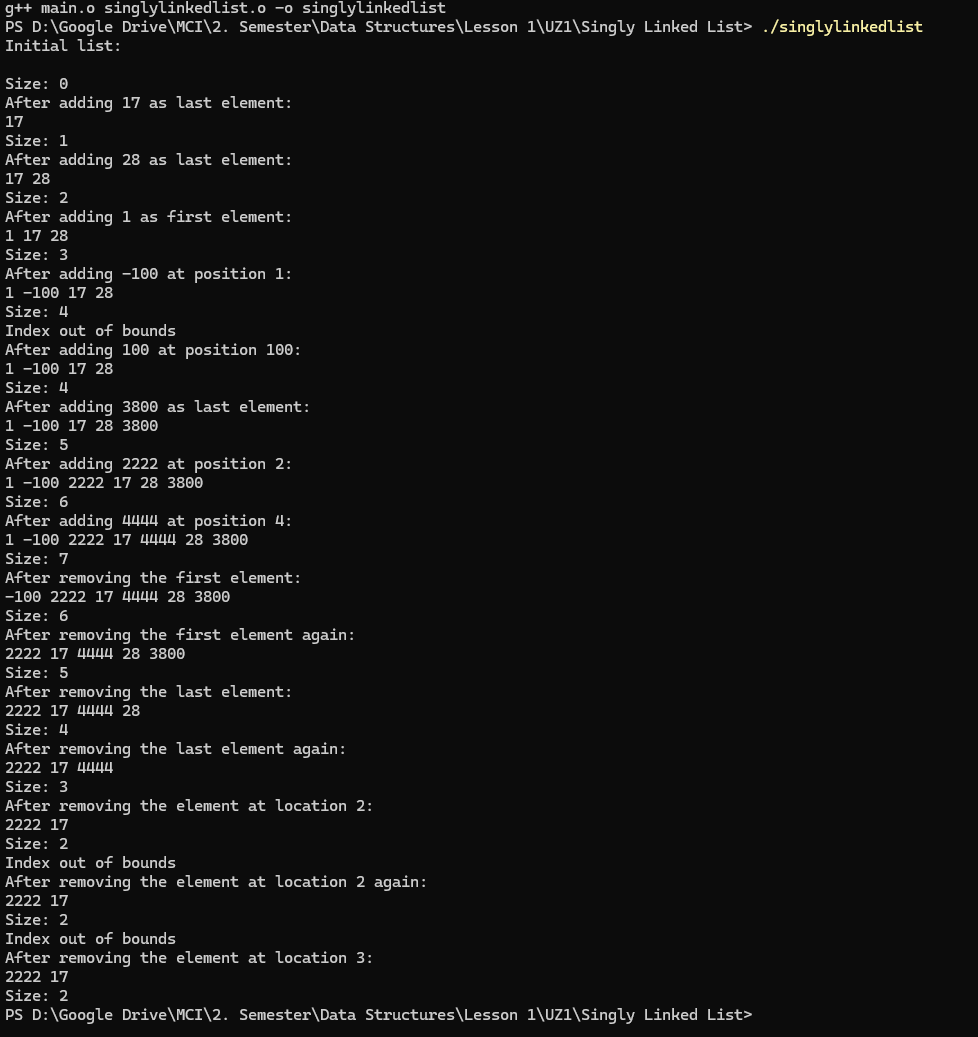 g++ main.o singlylinkedlist.o -o singlylinkedlist
PS D:\Google Drive\MCI\2. Semester\Data Structures\Lesson 1\UZ1\Singly Linked List> ./singlylinkedlist
Initial list:

Size: 0
After adding 17 as last element:
17
Size: 1
After adding 28 as last element:
17 28
Size: 2
After adding 1 as first element:
1 17 28
Size: 3
After adding -100 at position 1:
1 -100 17 28
Size: 4
Index out of bounds
After adding 100 at position 100:
1 -100 17 28
Size: 4
After adding 3800 as last element:
1 -100 17 28 3800
Size: 5
After adding 2222 at position 2:
1 -100 2222 17 28 3800
Size: 6
After adding 4444 at position 4:
1 -100 2222 17 4444 28 3800
Size: 7
After removing the first element:
-100 2222 17 4444 28 3800
Size: 6
After removing the first element again:
2222 17 4444 28 3800
Size: 5
After removing the last element:
2222 17 4444 28
Size: 4
After removing the last element again:
2222 17 4444
Size: 3
After removing the element at location 2:
2222 17
Size: 2
Index out of bounds
After removing the element at location 2 again:
2222 17
Size: 2
Index out of bounds
After removing the element at location 3:
2222 17
Size: 2
PS D:\Google Drive\MCI\2. Semester\Data Structures\Lesson 1\UZ1\Singly Linked List>